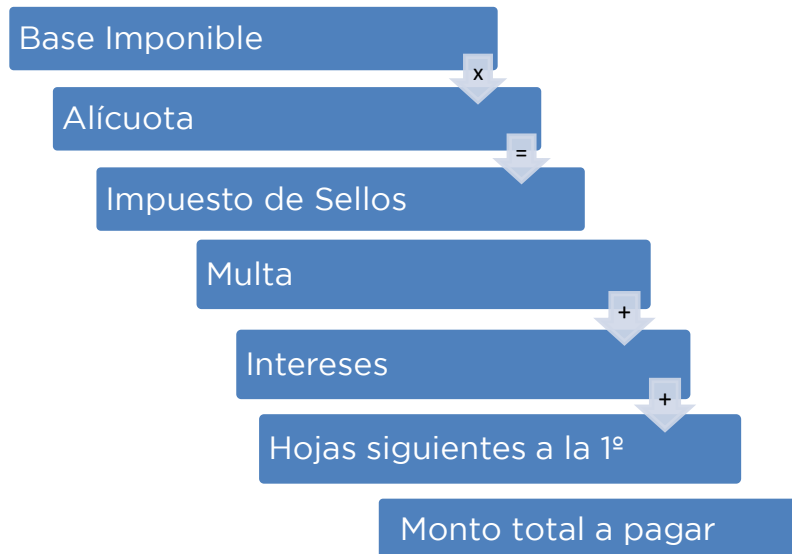 Base Imponible
x
Alícuota
=
Impuesto de Sellos
Multa
+
Intereses
+
Hojas siguientes a la 1º
Monto total a pagar